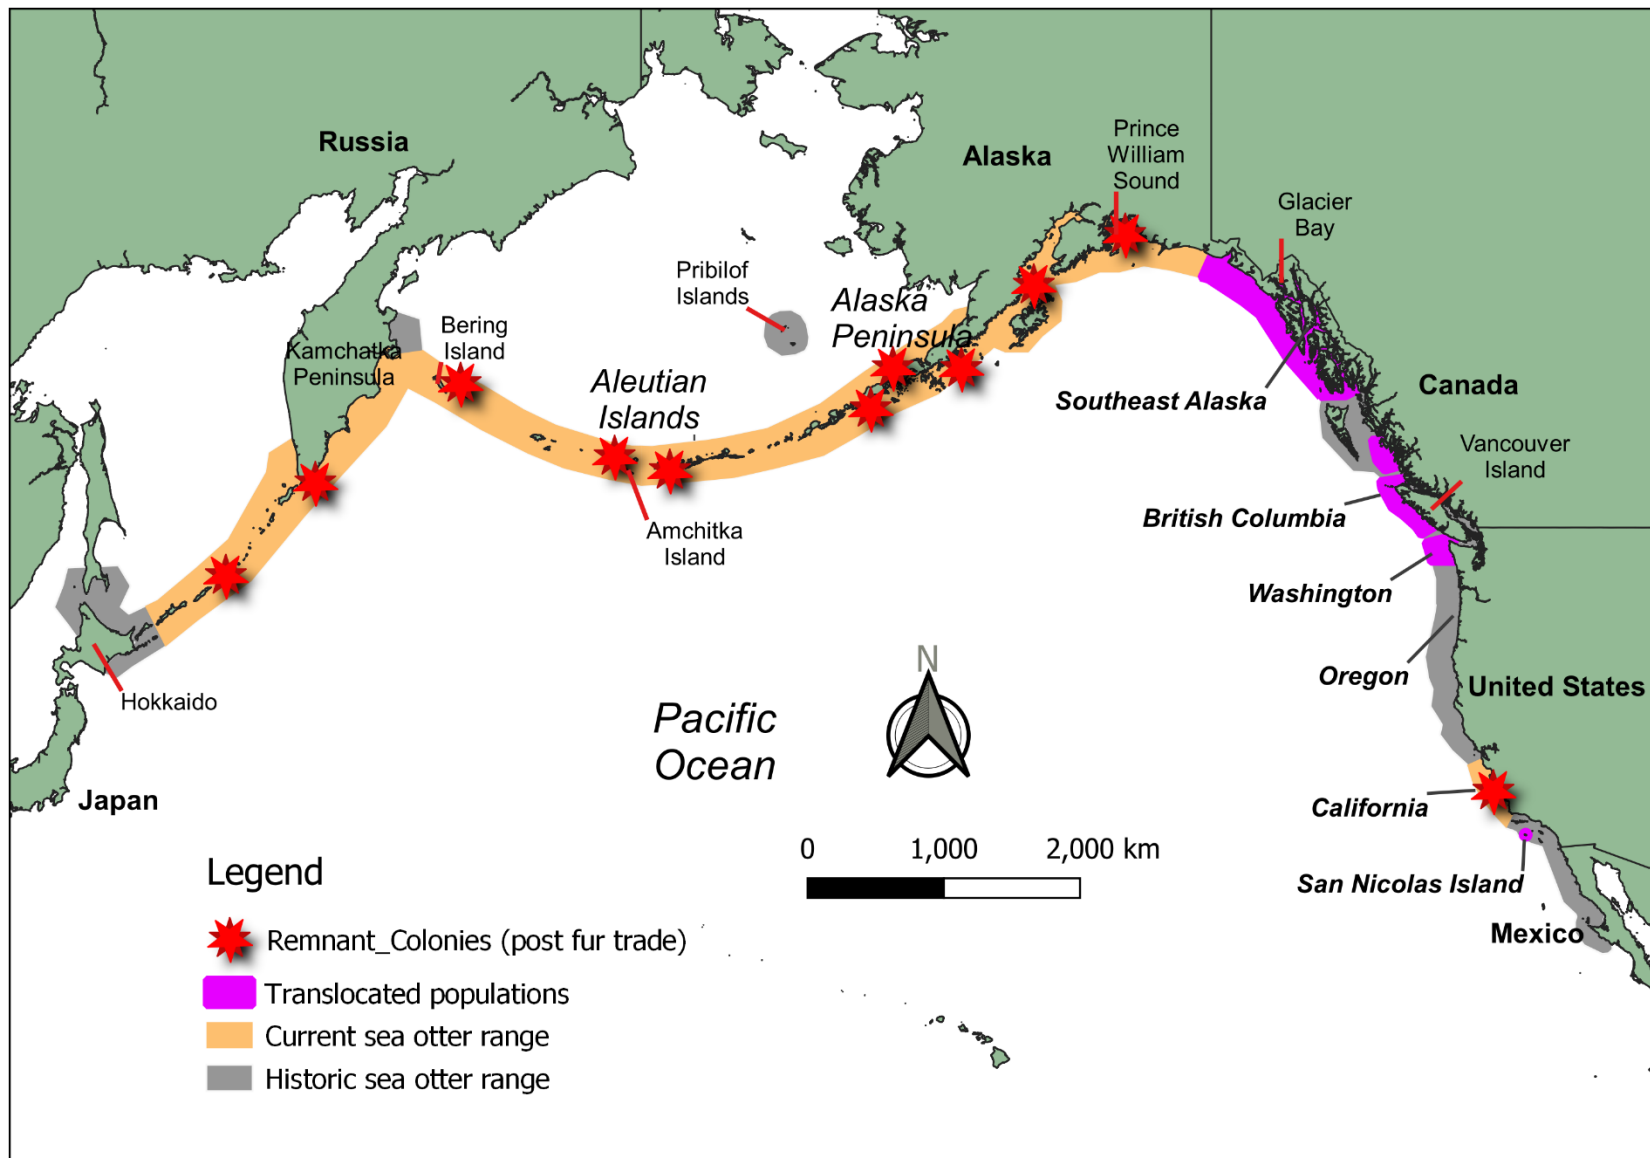 Russia
Alaska
Prince
William
Sound
Glacier
Bay
Pribilof
Islands
Alaska
Peninsula
Bering
Island
Kamchatka
Peninsula
Aleutian
Islands
Canada
Southeast Alaska
Vancouver
Island
British Columbia
Amchitka
Island
Washington
Oregon
United States
Hokkaido
Japan
Pacific
Ocean
N
California
San Nicolas Island
Mexico
0 1,000 2,000 km
Legend
Remnant_Colonies (post fur trade)
Translocated populations
Current sea otter range
Historic sea otter range